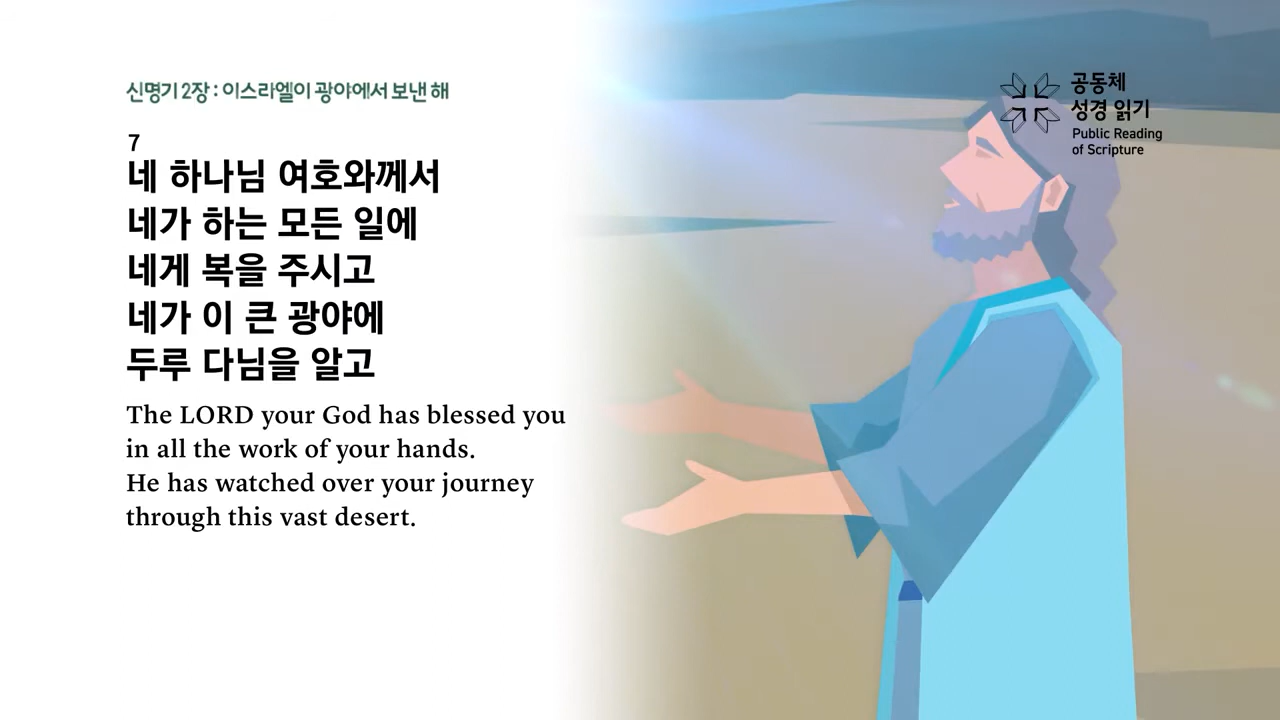 신명기 2장 : 이스라엘이 광야에서 보낸 해
공동체
성경 읽기
Public Reading
of Scripture
7
네 하나님 여호와께서
네가 하는 모든 일에
네게 복을 주시고
네가 이 큰 광야에
두루 다님을 알고
The LORD your God has blessed you
in all the work of your hands.
He has watched over your journey
through this vast desert.